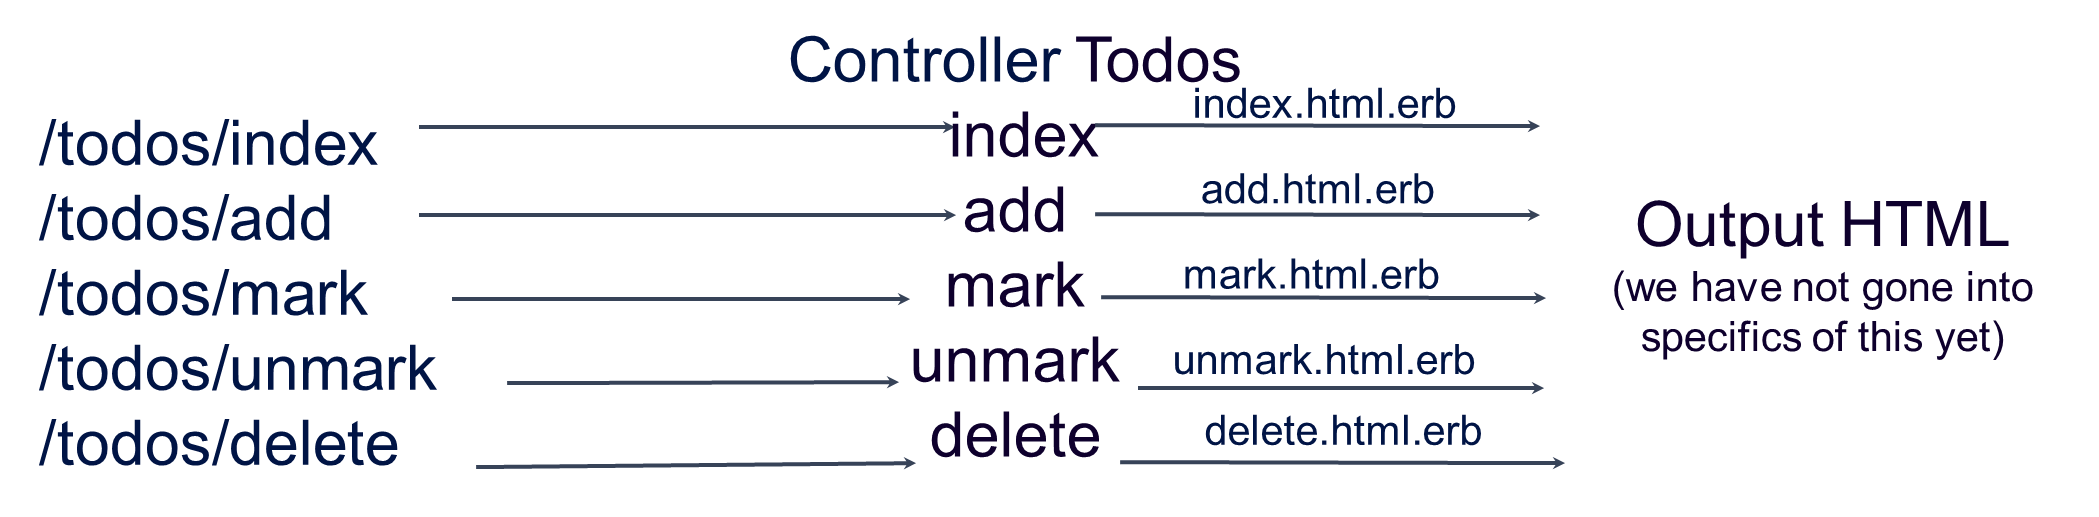 Controller Todos
/todos/index
index
index.html.erb
/todos/add
add
add.html.erb
/todos/mark
mark
mark.html.erb
/todos/unmark
unmark
unmark.html.erb
/todos/delete
delete
delete.html.erb
Output HTML
(we have not gone into
specifics of this yet)